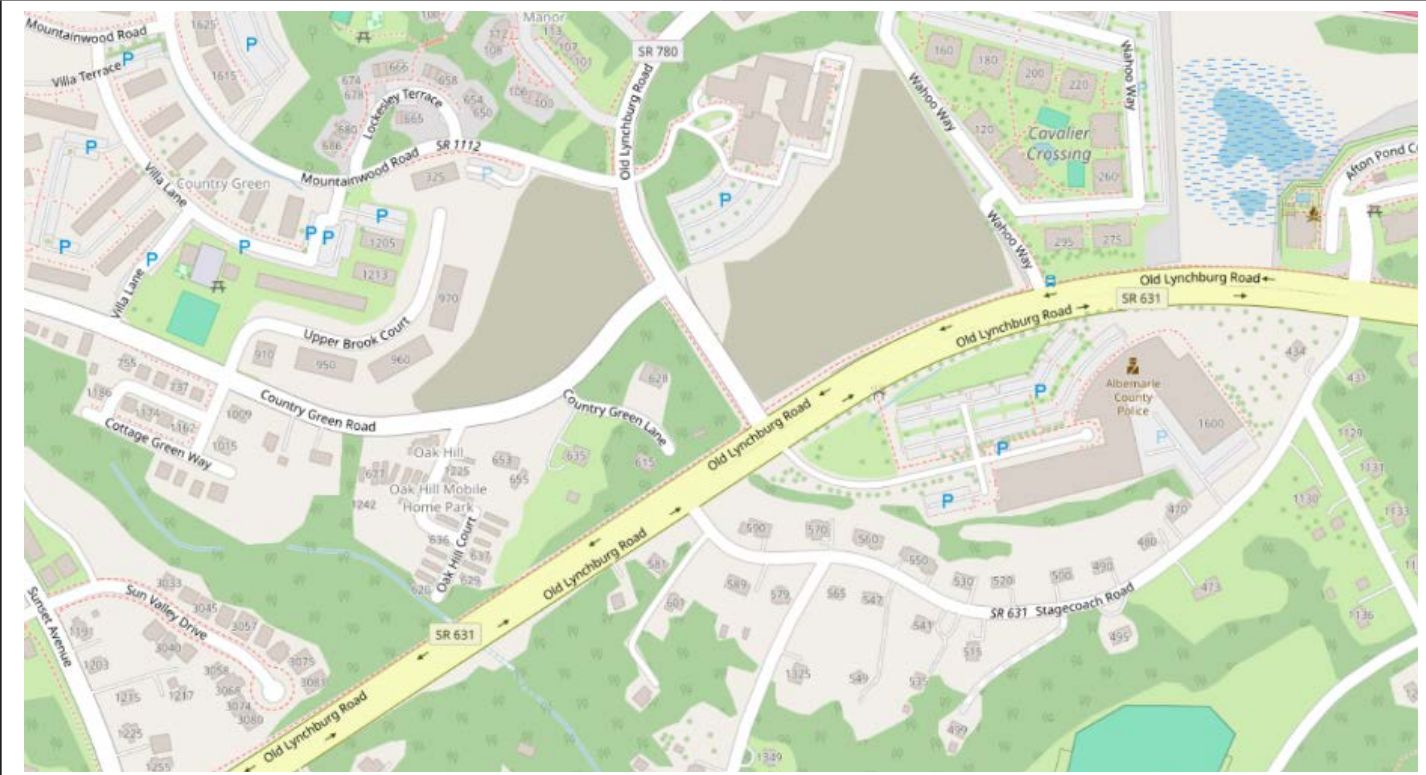 Mountainwood Road
1625
P
Manor
100
112
113
108
107
101
SR 780
106
100
Villa Terrace
P
1615
666
658
674
678
654
650
Lockesley Terrace
665
680
686
Old Lynchburg Road
Wahoo Way
160
180
200
220
Wahoo Way
120
Cavalier
Crossing
260
Afton Pond C
P
Villa Lane
Country Green
Mountainwood Road
SR 1112
325
P
P
P
P
P
P
P
P
1205
1213
Villa Lane
Wahoo Way
295
275
Old Lynchburg Road
SR 631
Old Lynchburg Road
970
Upper Brook Court
910
950
960
755
737
1186
1174
1162
1009
1015
Cottage Green Way
Country Green Road
628
Country Green Lane
635
615
Oak Hill
1225
677
653
655
Oak Hill Mobile
Home Park
1242
636
637
629
620
Oak Hill Court
Old Lynchburg Road
Old Lynchburg Road
Albemarle
County
Police
P
P
P
P
1600
434
431
1129
1131
1130
1133
1136
590
570
560
550
530
520
500
490
480
470
473
495
SR 631 Stagecoach Road
581
601
589
579
565
547
541
515
535
549
1325
499
1349
Sunset Avenue
Sun Valley Drive
3033
3045
3057
3040
3058
3068
3074
3080
3075
3081
1191
1203
1215
1217
1225
1255
SR 631
Old Lynchburg Road